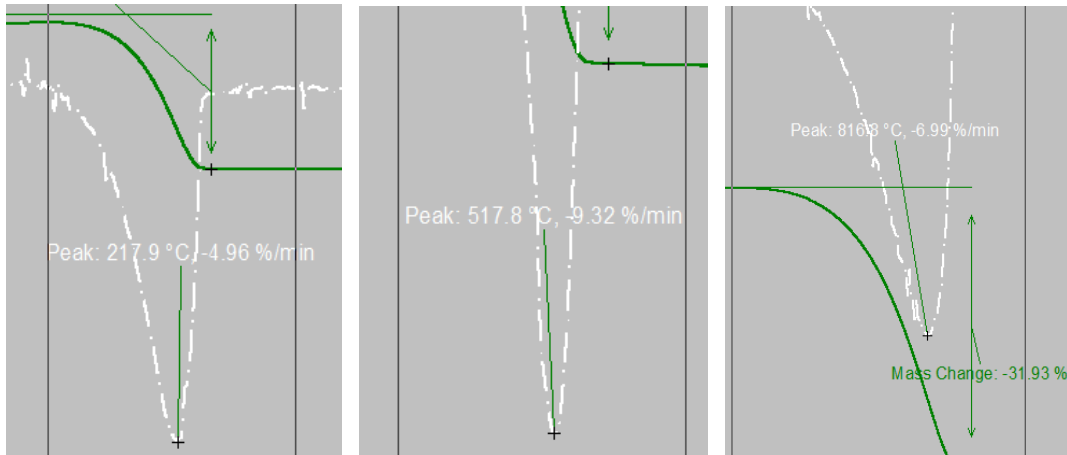 Peak: 217.9 °C, -4.96 %/min
Peak: 517.8 °C, -9.32 %/min
Peak: 816.8 °C, -6.99 %/min
Mass Change: -31.93 %